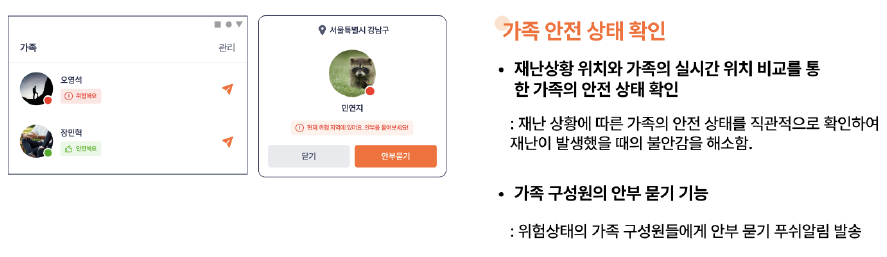 가족
관리
오영석
위험해요
장민혁
안전해요
서울특별시 강남구
민연지
현재 위험 지역에 있어요. 안부를 물어보세요!
닫기
안부묻기
가족 안전 상태 확인
• 재난상황 위치와 가족의 실시간 위치 비교를 통
한 가족의 안전 상태 확인
: 재난 상황에 따른 가족의 안전 상태를 직관적으로 확인하여
재난이 발생했을 때의 불안감을 해소함.
• 가족 구성원의 안부 묻기 기능
: 위험상태의 가족 구성원들에게 안부 묻기 푸쉬알림 발송